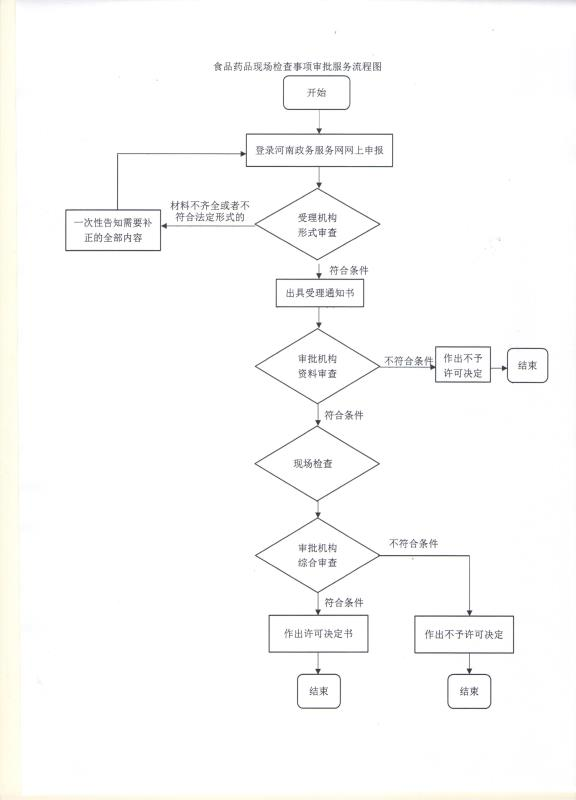 食品药品现场检查事项审批服务流程图
开始
登录河南政务服务网网上申报
材料不齐全或者不
符合法定形式的
受理机构
形式审查
一次性告知需要补
正的全部内容
符合条件
出具受理通知书
审批机构
资料审查
不符合条件
作出不予
许可决定
结束
符合条件
现场检查
审批机构
综合审查
不符合条件
符合条件
作出许可决定书
作出不予许可决定
结束
结束